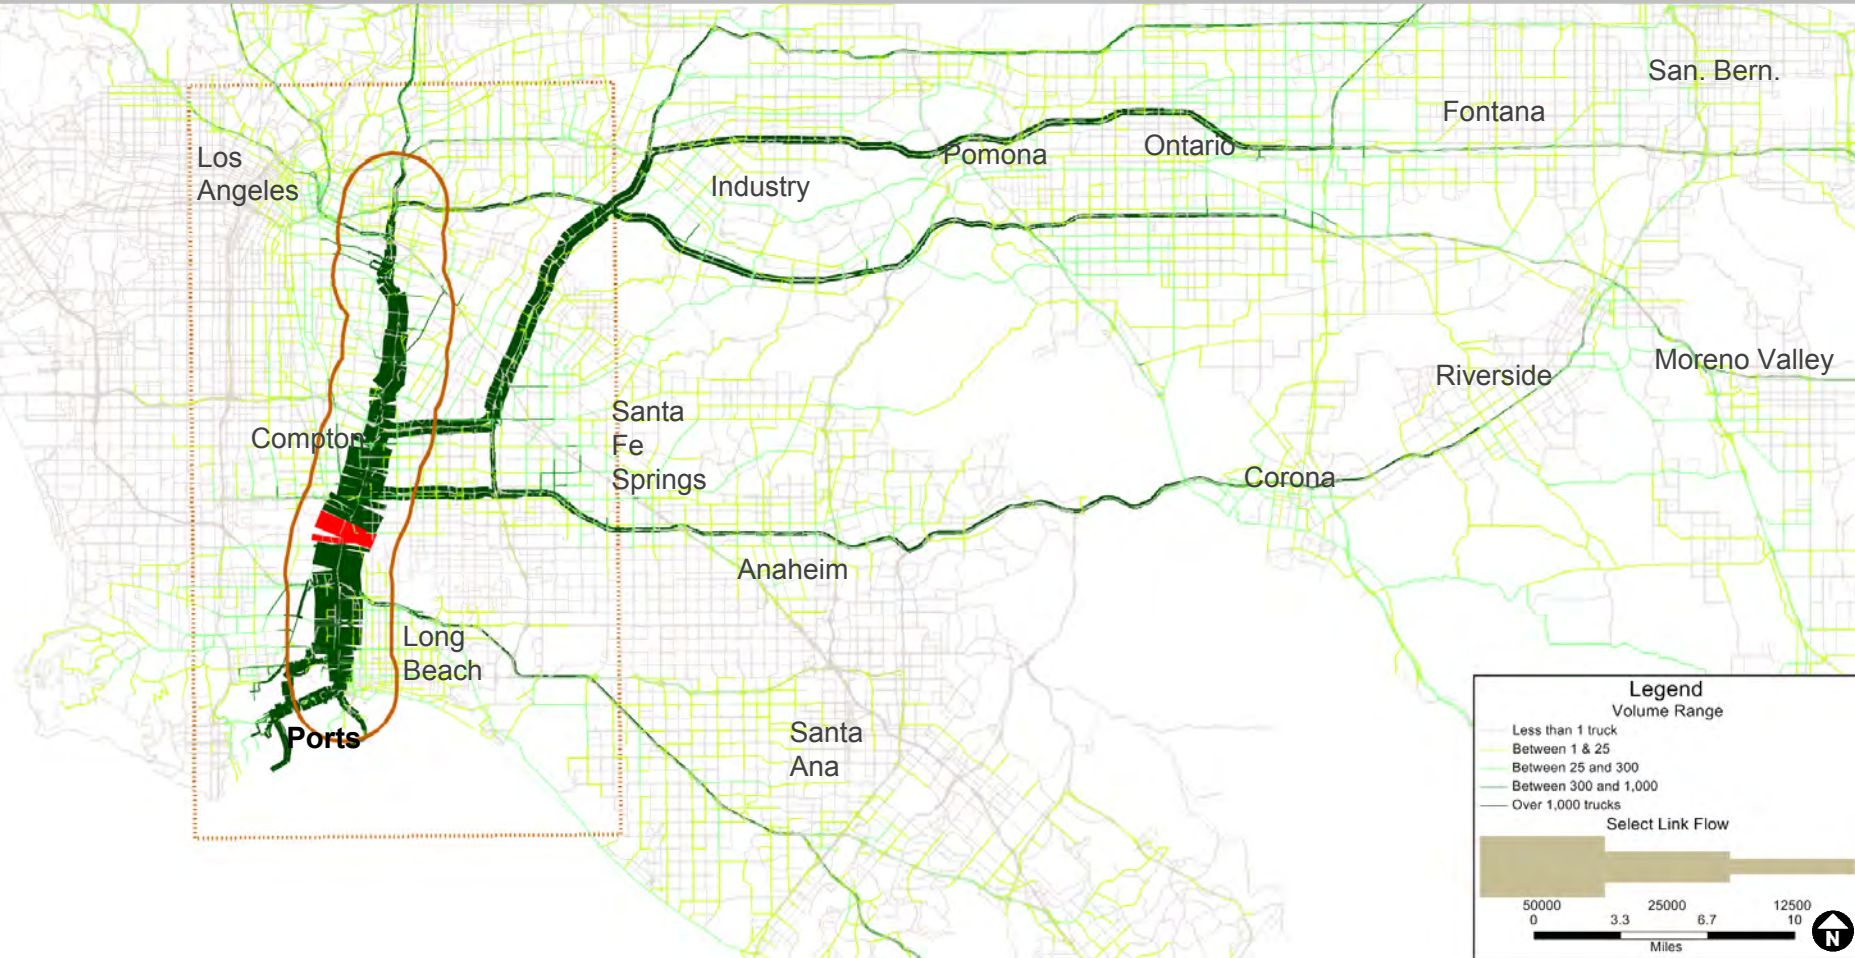 San. Bern.
Fontana
Los
Angeles
Pomona
Ontario
Industry
Riverside
Moreno Valley
Santa
Fe
Springs
Compton
Corona
Anaheim
Long
Beach
Ports
Santa
Ana
Legend
Volume Range
Less than 1 truck
Between 1 & 25
Between 25 and 300
Between 300 and 1,000
Over 1,000 trucks
Select Link Flow
50000 25000 12500
0 3.3 6.7 10
Miles
N